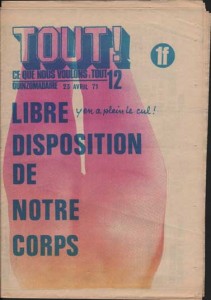 TOUT!
1f
CE QUE NOUS VOULONS: TOUT
QUINZOMADAIRE 23 AVRIL 71 12
LIBRE y en a plein le cul!
DISPOSITION
DE
NOTRE
CORPS